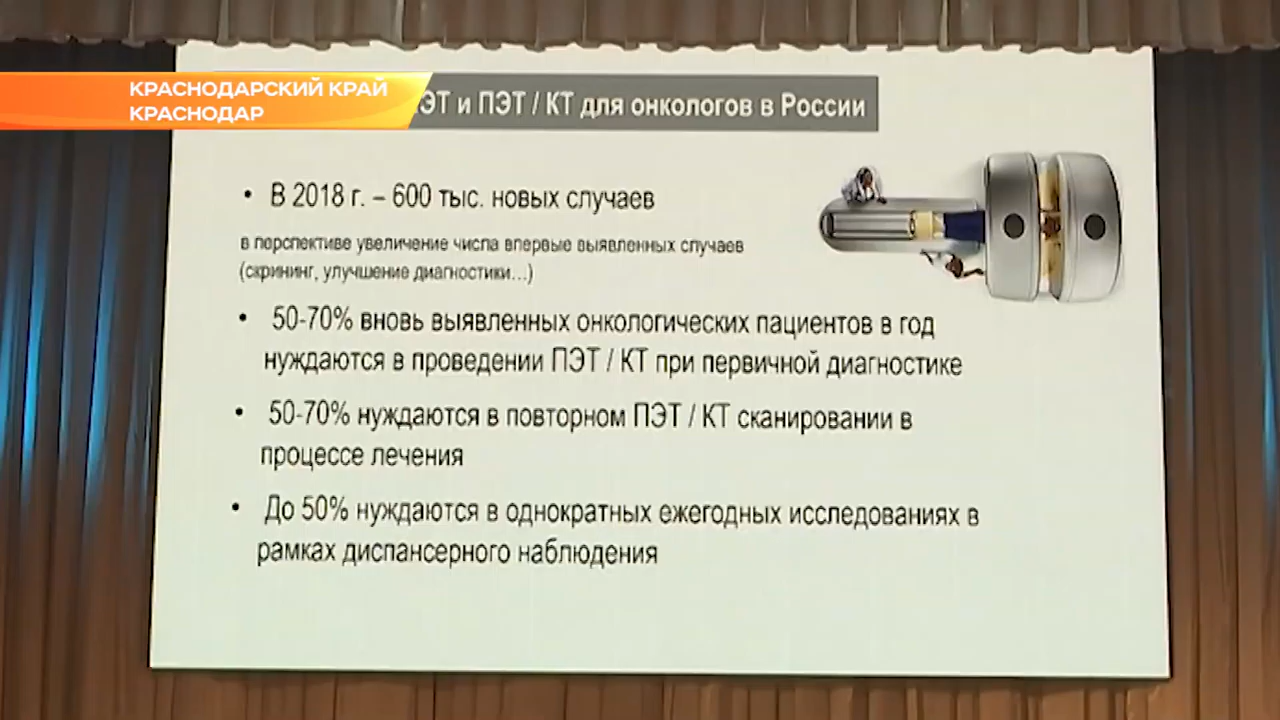 КРАСНОДАРСКИЙ КРАЙ
КРАСНОДАР
ПЭТ и ПЭТ / КТ для онкологов в России
• В 2018 г. – 600 тыс. новых случаев
в перспективе увеличение числа впервые выявленных случаев
(скрининг, улучшение диагностики...)
• 50-70% вновь выявленных онкологических пациентов в год
нуждаются в проведении ПЭТ / КТ при первичной диагностике
• 50-70% нуждаются в повторном ПЭТ / КТ сканировании в
процессе лечения
• До 50% нуждаются в однократных ежегодных исследованиях в
рамках диспансерного наблюдения